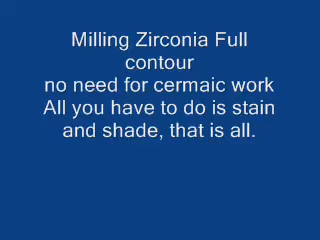 Milling Zirconia Full
contour
no need for cermaic work
All you have to do is stain
and shade, that is all.